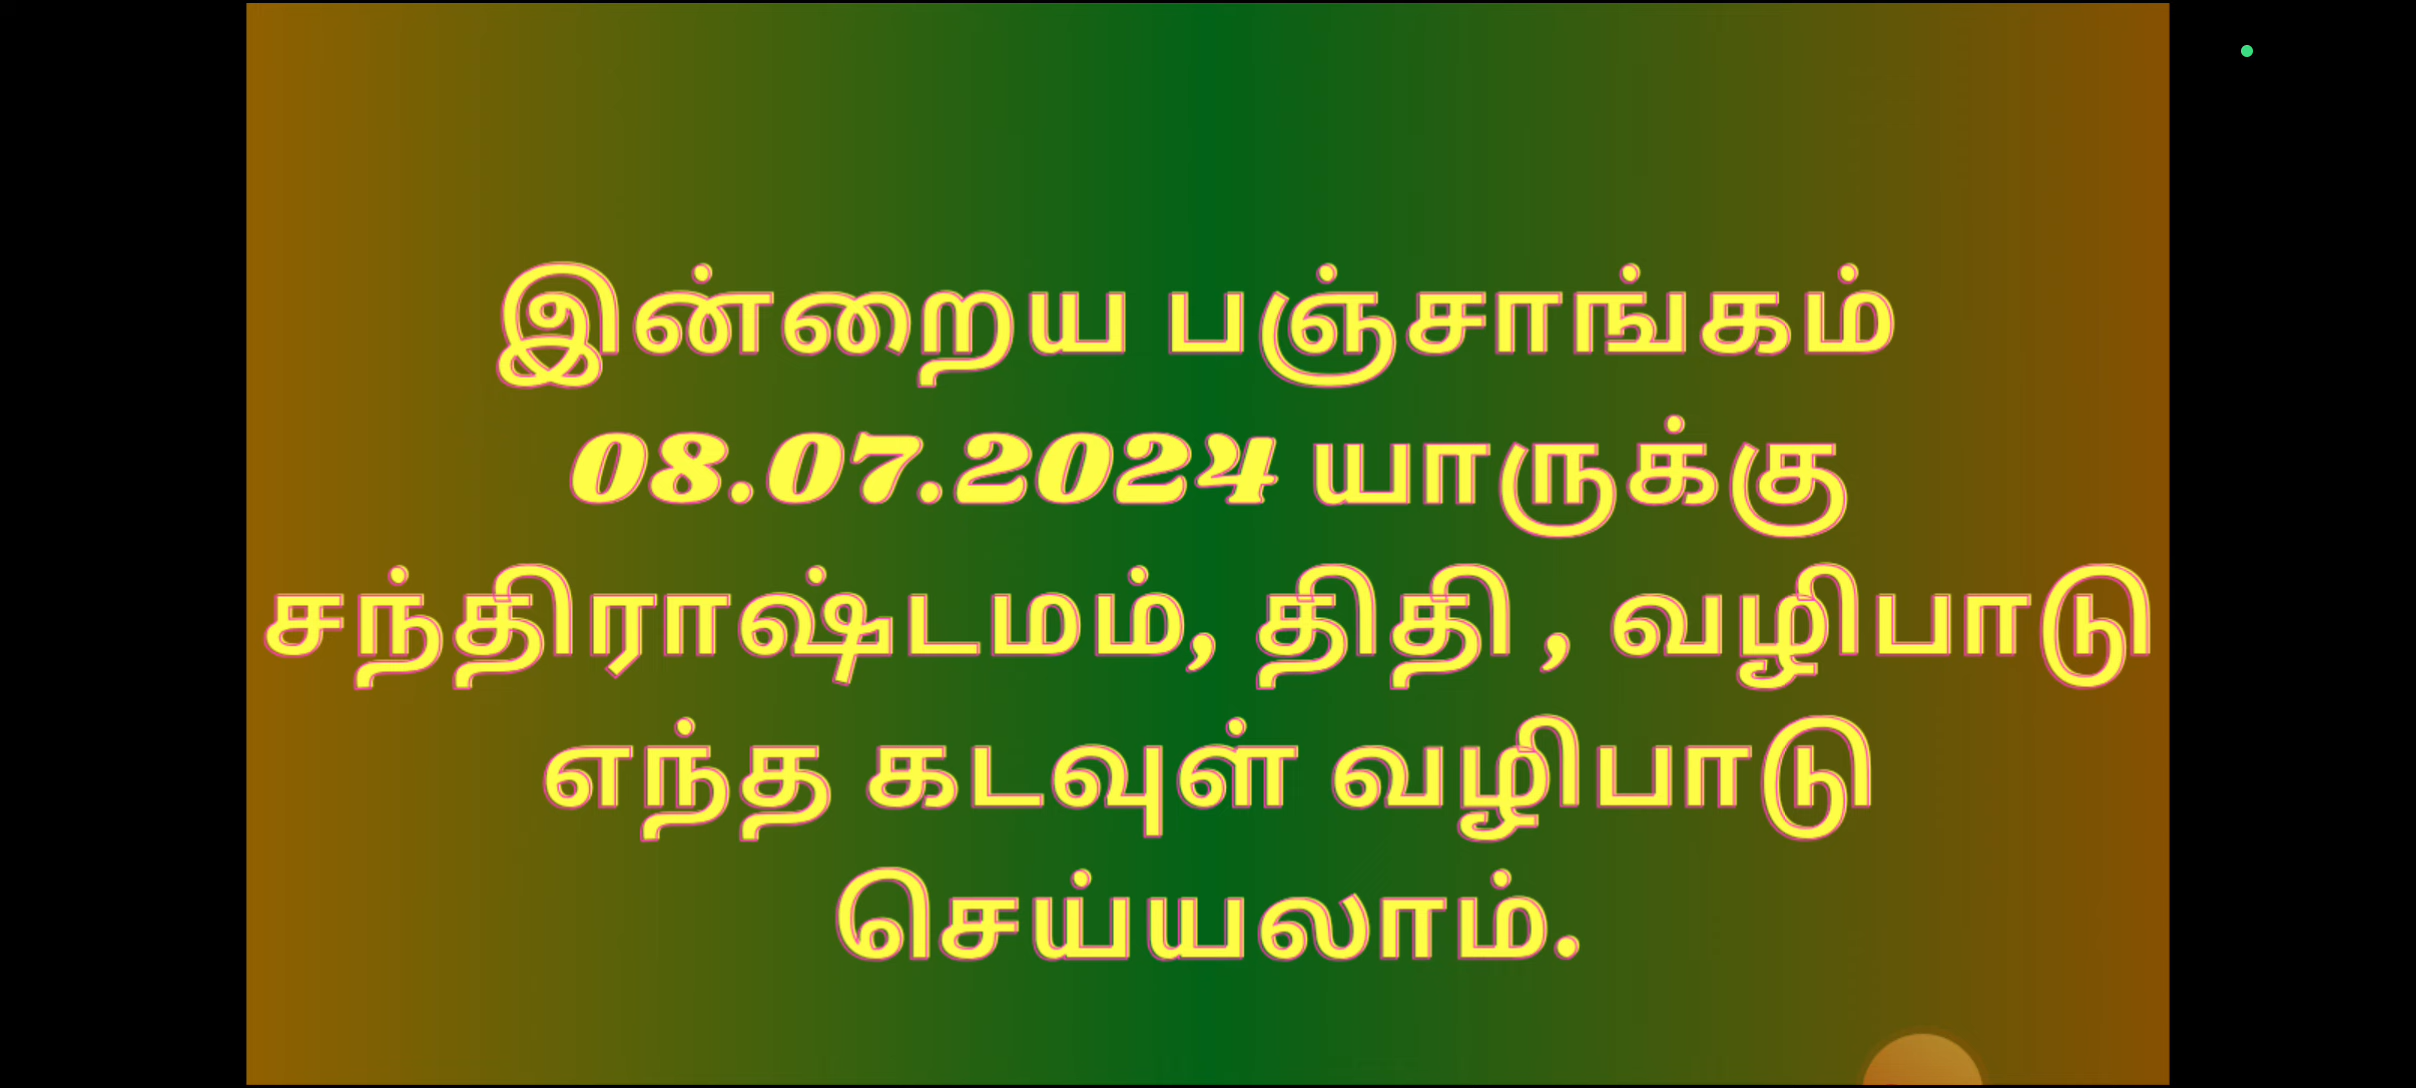 இன்றைய பஞ்சாங்கம்
08.07.2024 யாருக்கு
சந்திராஷ்டமம், திதி , வழிபாடு
எந்த கடவுள் வழிபாடு
செய்யலாம்.